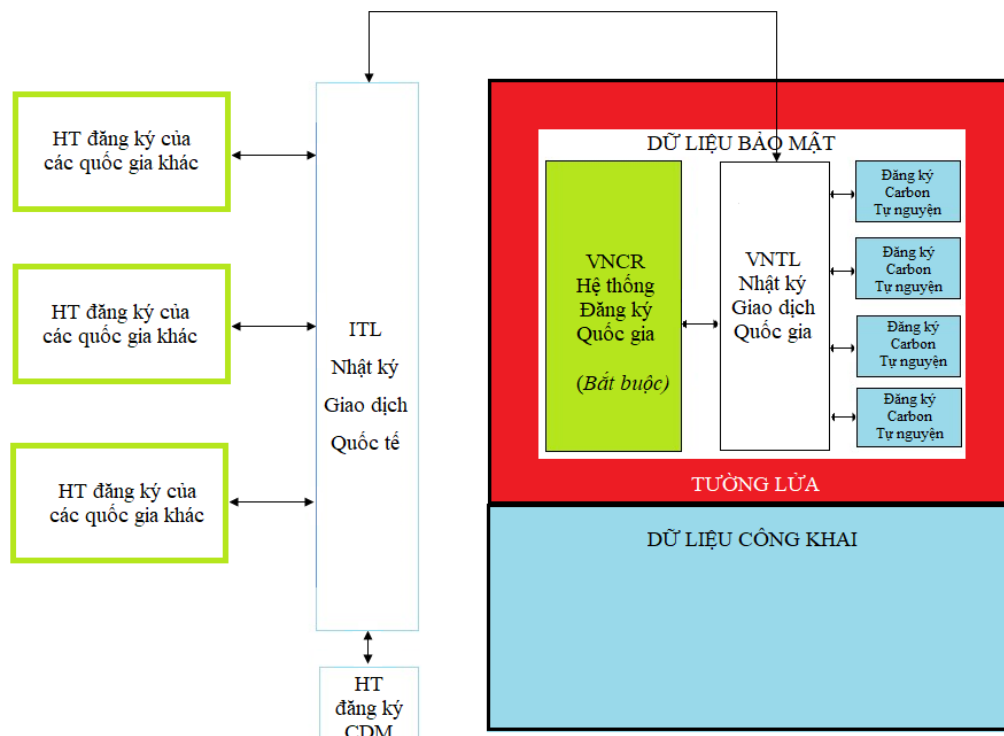 HT đăng ký của
các quốc gia khác
HT đăng ký của
các quốc gia khác
HT đăng ký của
các quốc gia khác
ITL
Nhật ký
Giao dịch
Quốc tế
HT
đăng ký
CDM
DỮ LIỆU BẢO MẬT
VNCR
Hệ thống
Đăng ký
Quốc gia
(Bắt buộc)
VNTL
Nhật ký
Giao dịch
Quốc gia
Đăng ký
Carbon
Tự nguyện
Đăng ký
Carbon
Tự nguyện
Đăng ký
Carbon
Tự nguyện
Đăng ký
Carbon
Tự nguyện
TƯỜNG LỬA
DỮ LIỆU CÔNG KHAI